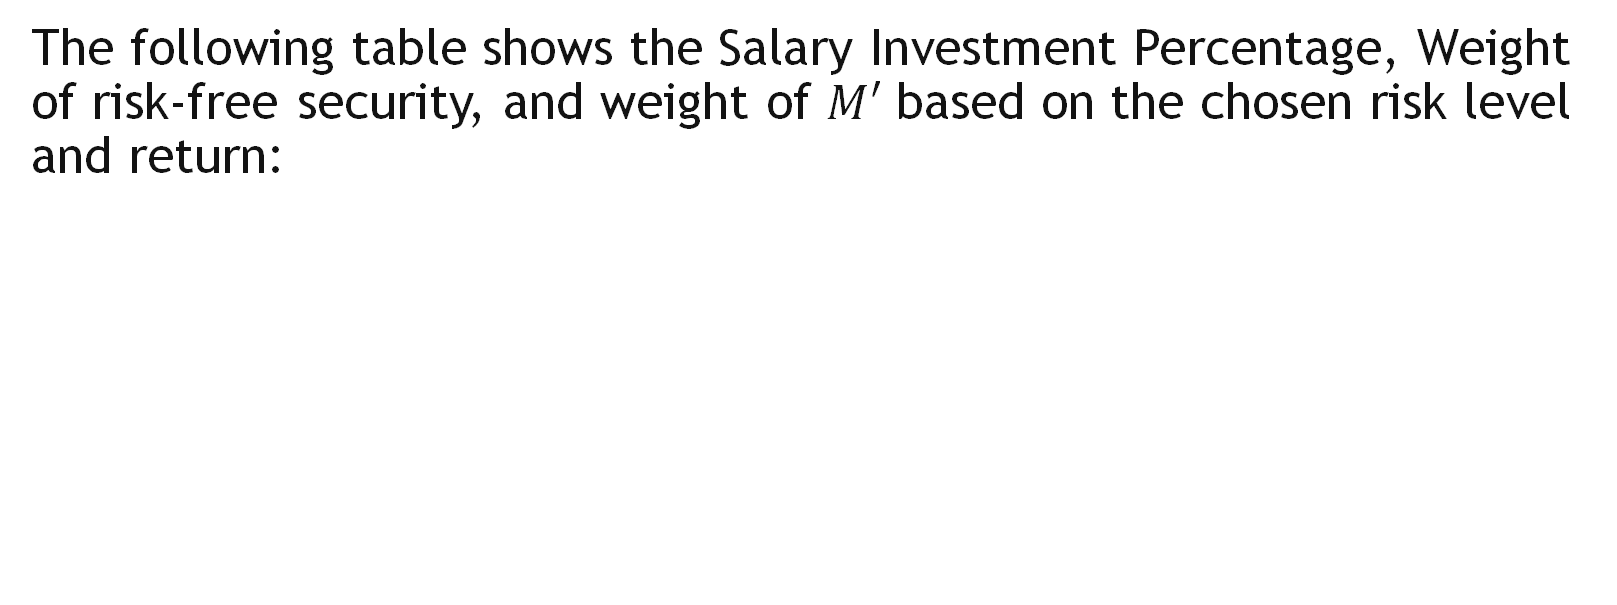 The following table shows the Salary Investment Percentage, Weight
of risk-free security, and weight of M′ based on the chosen risk level
and return: